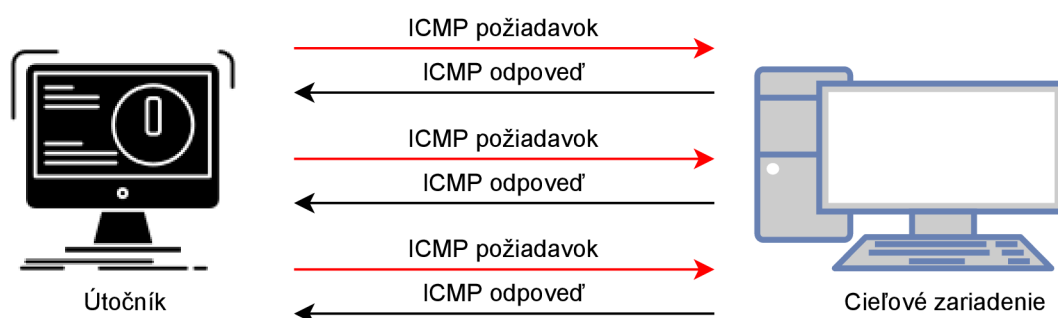 ICMP požiadavok
ICMP odpoveď
ICMP požiadavok
ICMP odpoveď
ICMP požiadavok
ICMP odpoveď
Útočník
Cieľové zariadenie